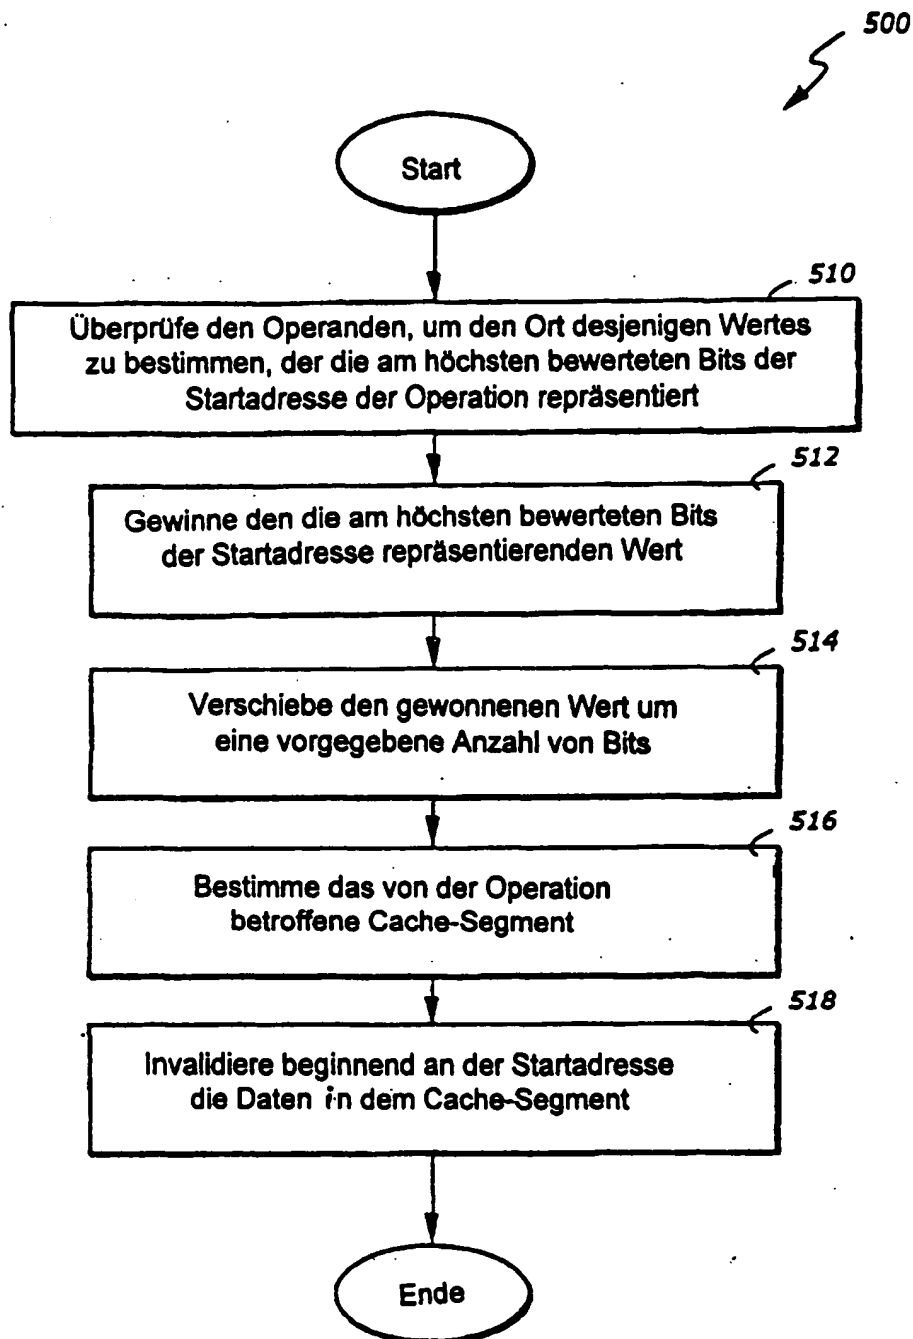 500
Start
510
Überprüfe den Operanden, um den Ort desjenigen Wertes
zu bestimmen, der die am höchsten bewerteten Bits der
Startadresse der Operation repräsentiert
512
Gewinne den die am höchsten bewerteten Bits
der Startadresse repräsentierenden Wert
514
Verschiebe den gewonnenen Wert um
eine vorgegebene Anzahl von Bits
516
Bestimme das von der Operation
betroffene Cache-Segment
518
Invalidiere beginnend an der Startadresse
die Daten in dem Cache-Segment
Ende